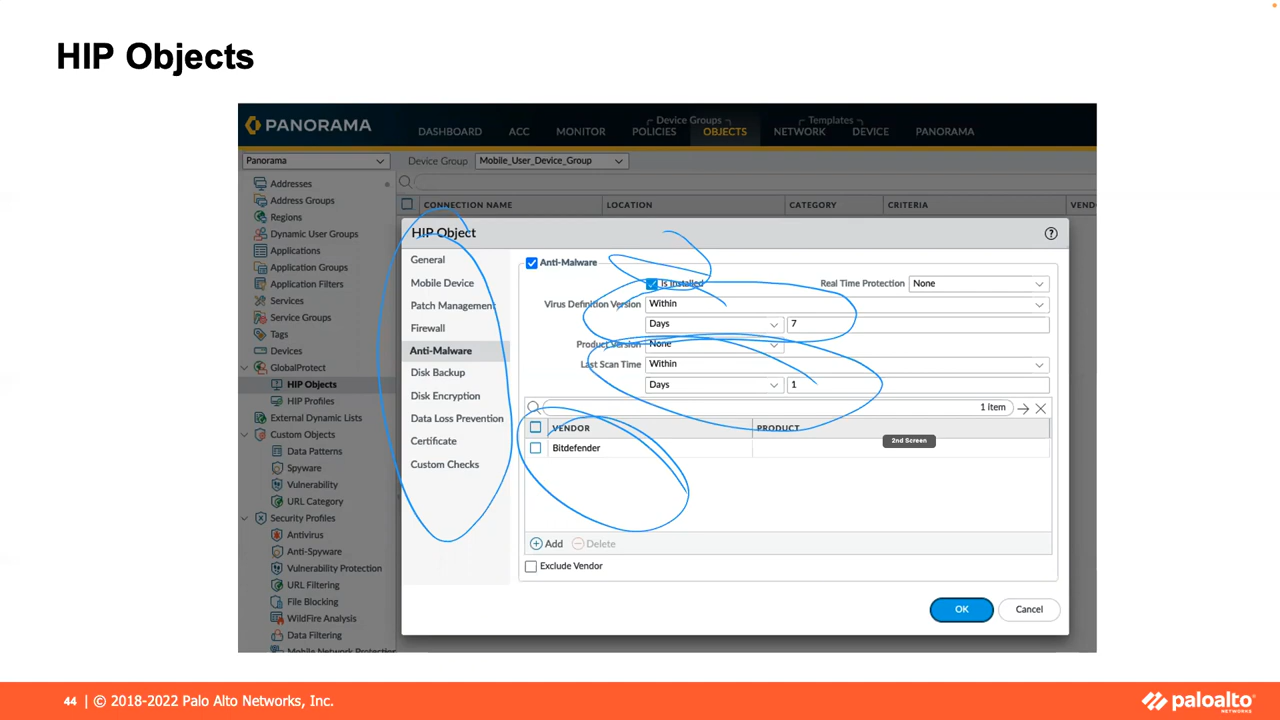 HIP Objects
PANORAMA
DASHBOARD ACC MONITOR Device Groups POLICIES OBJECTS Templates NETWORK DEVICE PANORAMA
Panorama
Device Group Mobile_User_Device_Group
CONNECTION NAME LOCATION CATEGORY CRITERIA VEND
Addresses
Address Groups
Regions
Dynamic User Groups
Applications
Application Groups
Application Filters
Services
Service Groups
Tags
Devices
GlobalProtect
HIP Objects
HIP Profiles
External Dynamic Lists
Custom Objects
Data Patterns
Spyware
Vulnerability
URL Category
Security Profiles
Antivirus
Anti-Spyware
Vulnerability Protection
URL Filtering
File Blocking
WildFire Analysis
Data Filtering
Mobile Network Protection
HIP Object
General
Mobile Device
Patch Management
Firewall
Anti-Malware
Disk Backup
Disk Encryption
Data Loss Prevention
Certificate
Custom Checks
Anti-Malware
Is Installed Real Time Protection None
Virus Definition Version Within
Days 7
Product Version None
Last Scan Time Within
Days 1
1 item
VENDOR PRODUCT
2nd Screen
Bitdefender
Add Delete
Exclude Vendor
OK Cancel
44 | © 2018-2022 Palo Alto Networks, Inc.
paloalto
NETWORKS